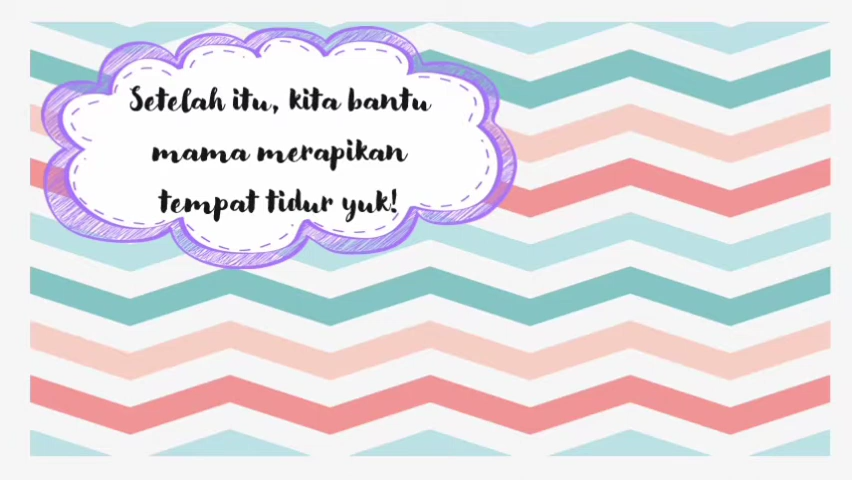 Setelah itu, kita bantu
mama merapikan
tempat tidur yuk!